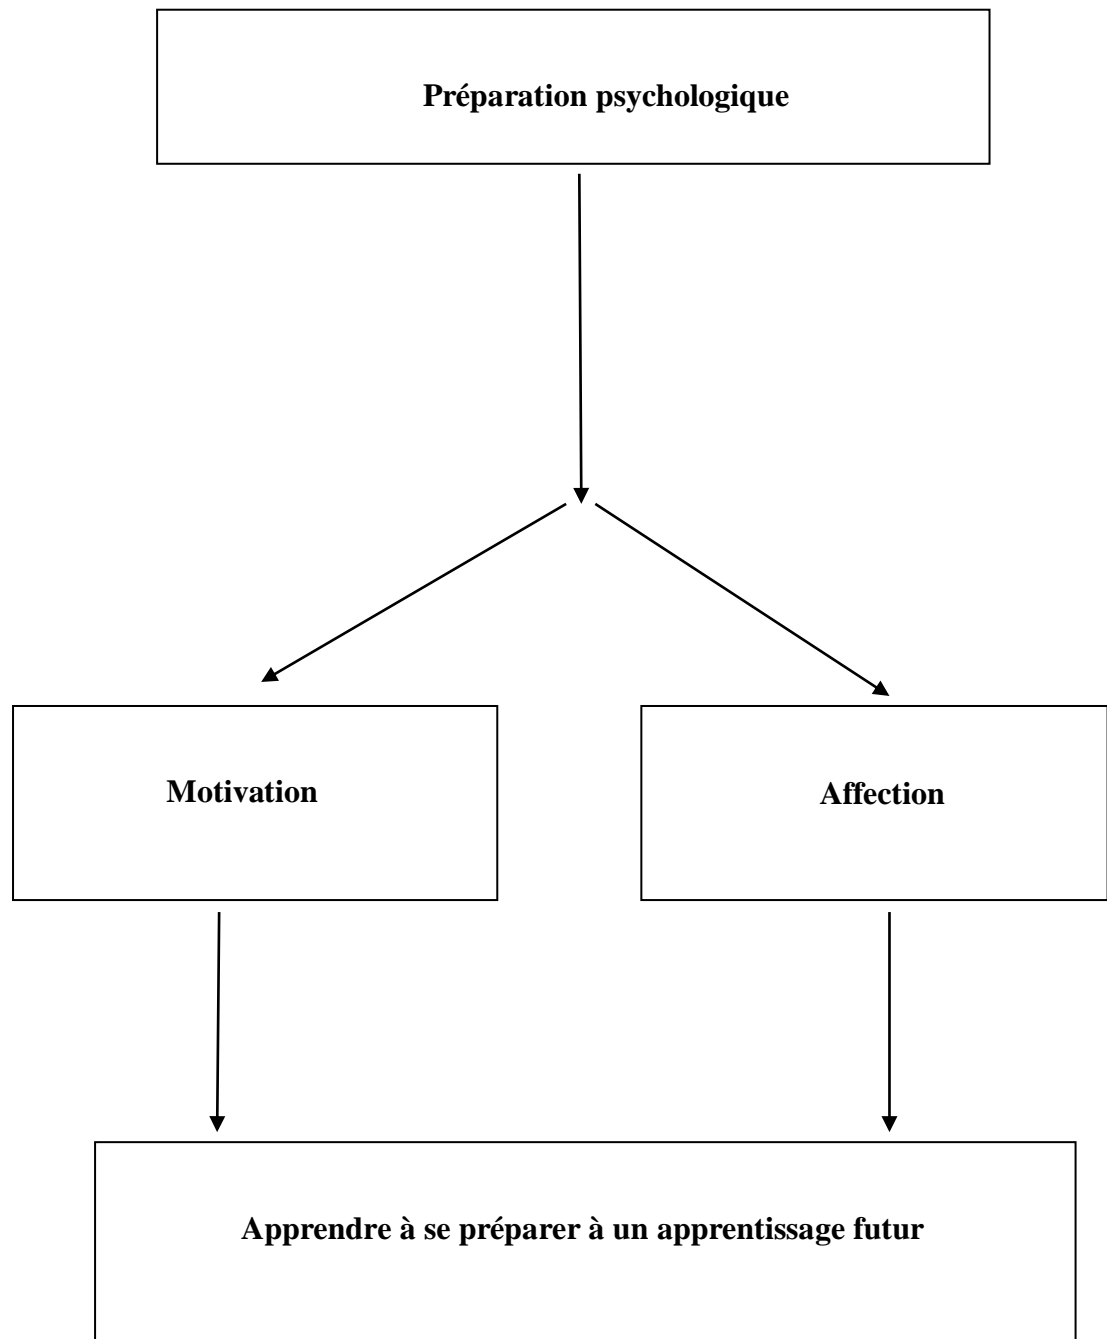 Préparation psychologique
Motivation
Affection
Apprendre à se préparer à un apprentissage futur